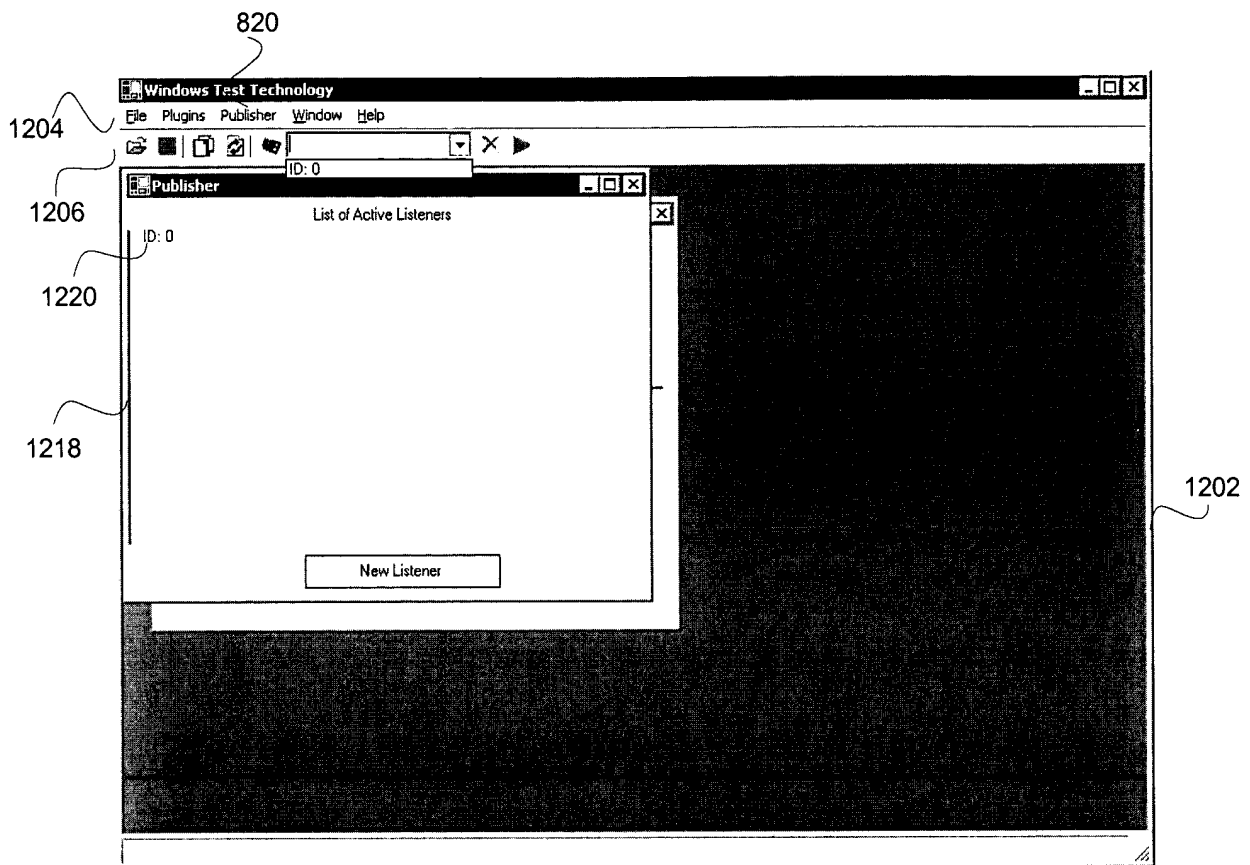 820
Windows Test Technology
1204
File Plugins Publisher Window Help
ID: 0
1206
Publisher
List of Active Listeners
ID: 0
1220
1218
1202
New Listener